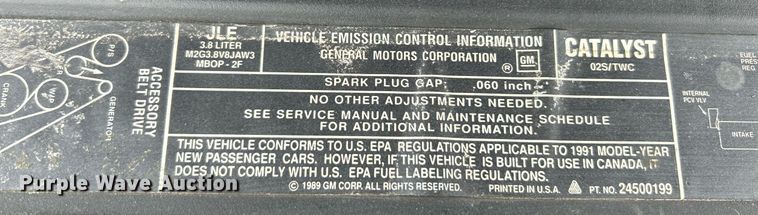 P/S
CRANK
W/P
GENERATOR
ACCESSORY
BELT DRIVE
JLE
3.8 LITER
M2G3.8V8JAW3
MBOP - 2F
VEHICLE EMISSION CONTROL INFORMATION
GENERAL MOTORS CORPORATION ® GM
CATALYST
02S/TWC
SPARK PLUG GAP: .060 inch
NO OTHER ADJUSTMENTS NEEDED.
SEE SERVICE MANUAL AND MAINTENANCE SCHEDULE
FOR ADDITIONAL INFORMATION.
THIS VEHICLE CONFORMS TO U.S. EPA REGULATIONS APPLICABLE TO 1991 MODEL-YEAR
NEW PASSENGER CARS. HOWEVER, IF THIS VEHICLE IS BUILT FOR USE IN CANADA, IT
DOES NOT COMPLY WITH U.S. EPA FUEL LABELING REGULATIONS.
© 1989 GM CORP. ALL RIGHTS RESERVED. PRINTED IN U.S.A. PT. NO. 24500199
FUEL
PRES
REG
INTERNAL
PCV VLV
INTAKE
Purple Wave Auction